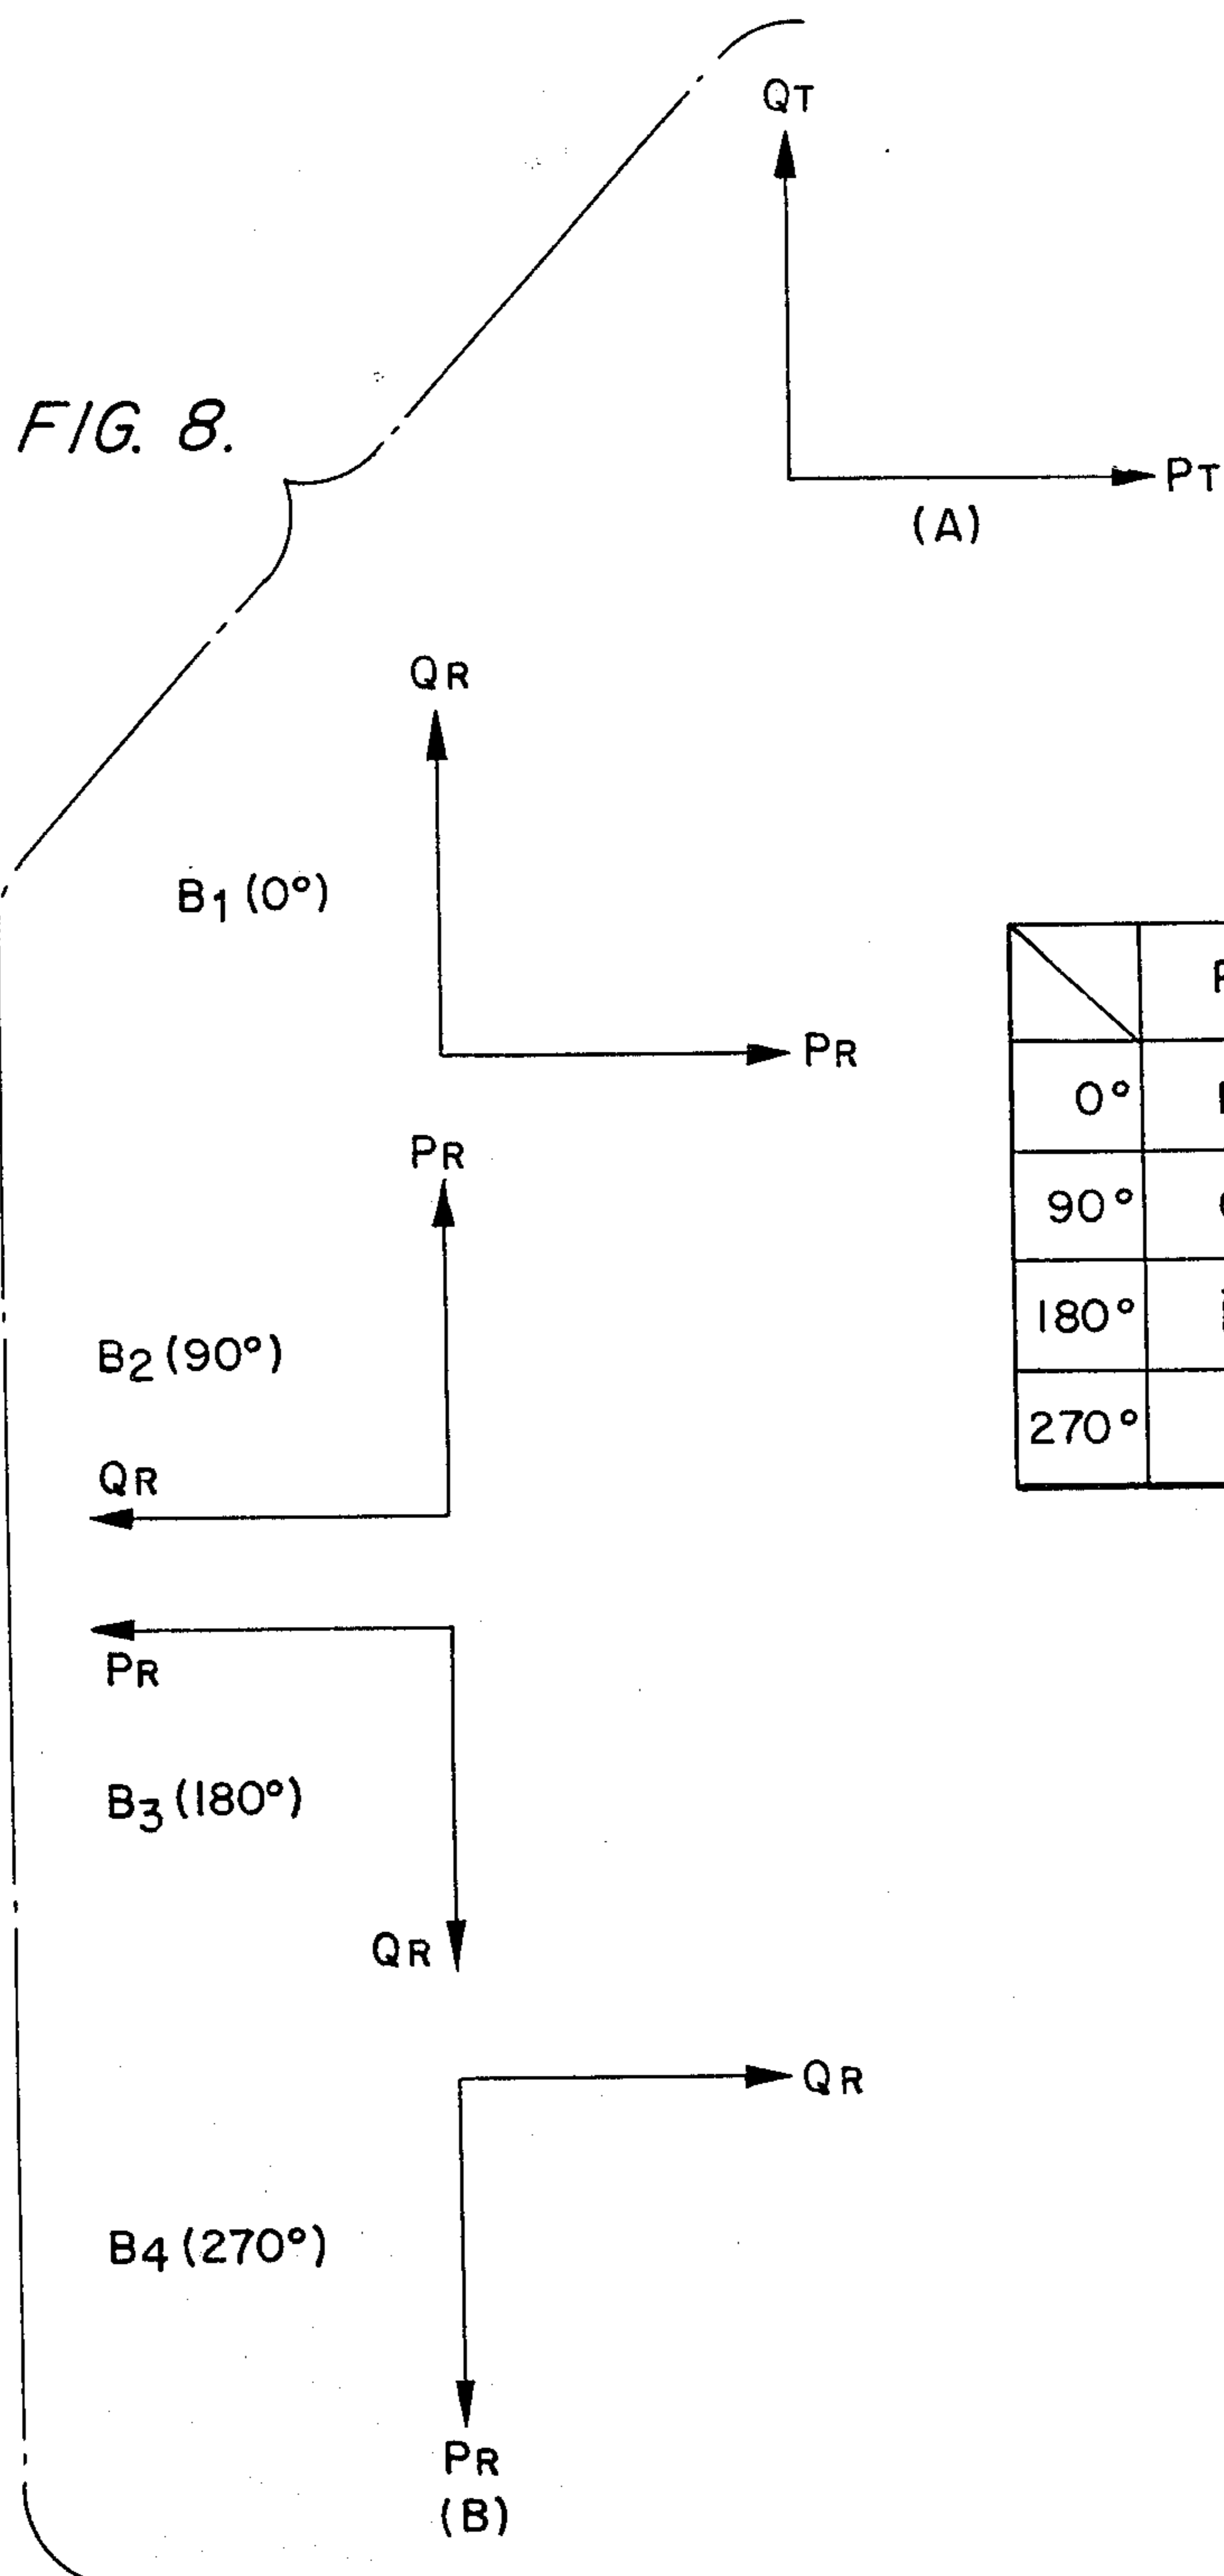 FIG. 8.
QT
PT
(A)
QR
B1 (0°)
PR
PR
B2 (90°)
QR
PR
B3 (180°)
QR
QR
B4 (270°)
PR
(B)
0°
90°
180°
270°